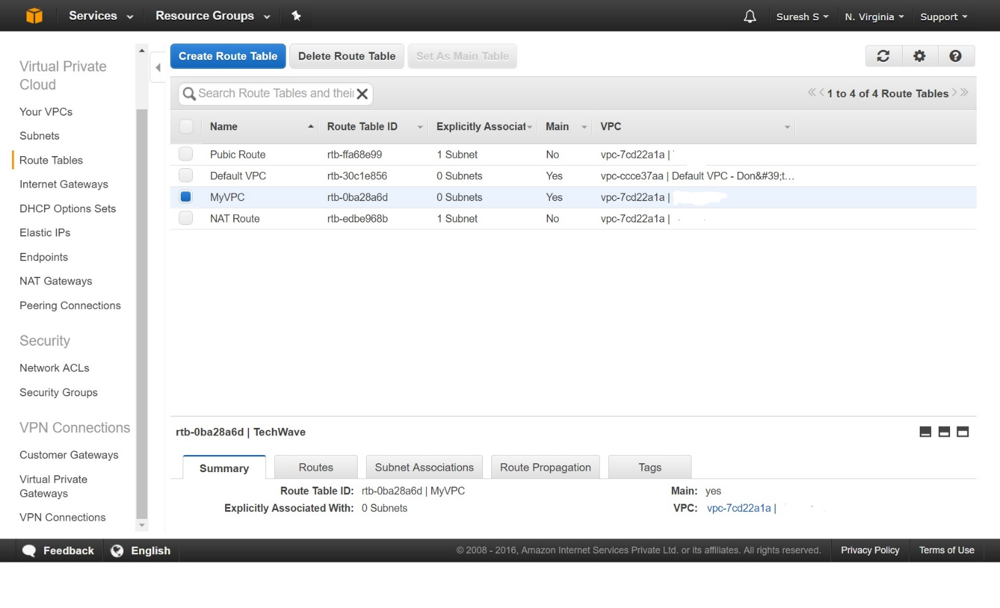 Services Resource Groups Suresh S N. Virginia Support
Virtual Private
Cloud
Your VPCs
Subnets
Route Tables
Internet Gateways
DHCP Options Sets
Elastic IPs
Endpoints
NAT Gateways
Peering Connections
Security
Network ACLs
Security Groups
VPN Connections
Customer Gateways
Virtual Private
Gateways
VPN Connections
Create Route Table Delete Route Table Set As Main Table
Search Route Tables and thei 1 to 4 of 4 Route Tables
Name Route Table ID Explicitly Associat Main VPC
Pubic Route rtb-ffa68e99 1 Subnet No vpc-7cd22a1a |
Default VPC rtb-30c1e856 0 Subnets Yes vpc-ccce37aa | Default VPC - Don&#39;t...
MyVPC rtb-0ba28a6d 0 Subnets Yes vpc-7cd22a1a |
NAT Route rtb-edbe968b 1 Subnet No vpc-7cd22a1a |
rtb-0ba28a6d | TechWave
Summary Routes Subnet Associations Route Propagation Tags
Route Table ID: rtb-0ba28a6d | MyVPC Main: yes
Explicitly Associated With: 0 Subnets VPC: vpc-7cd22a1a |
Feedback English © 2008 - 2016, Amazon Internet Services Private Ltd. or its affiliates. All rights reserved. Privacy Policy Terms of Use